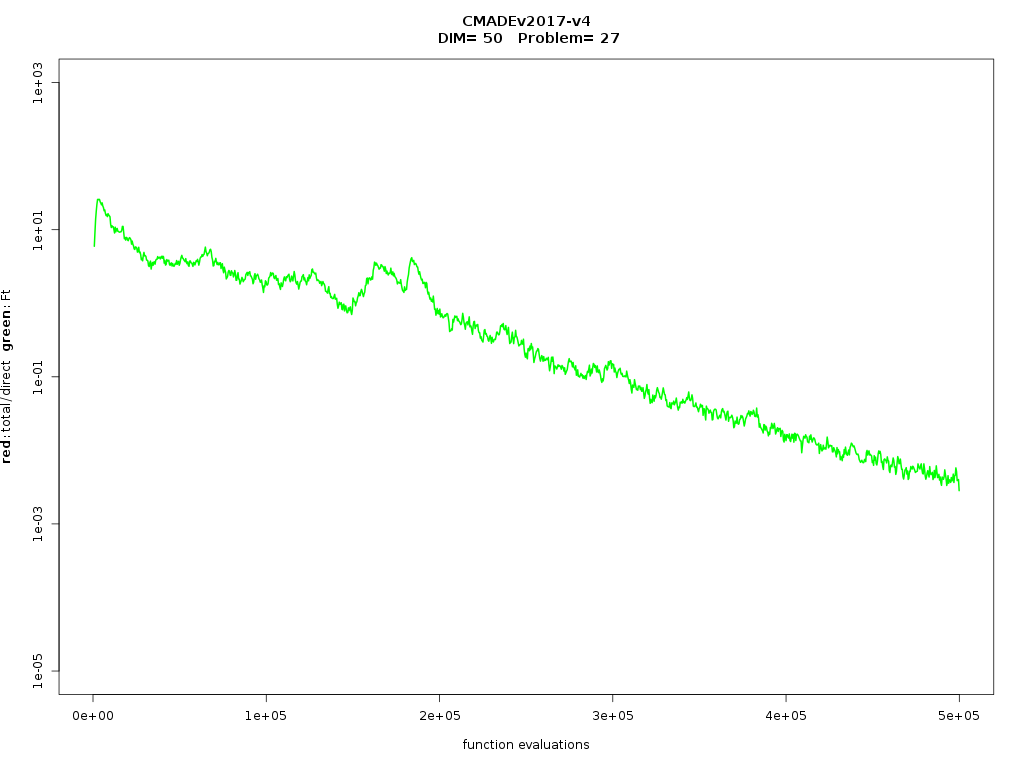 CMADEv2017-v4
DIM= 50   Problem= 27
1e+03
1e+01
1e-01
1e-03
1e-05
red: total/direct  green: Ft
0e+00
1e+05
2e+05
3e+05
4e+05
5e+05
function evaluations